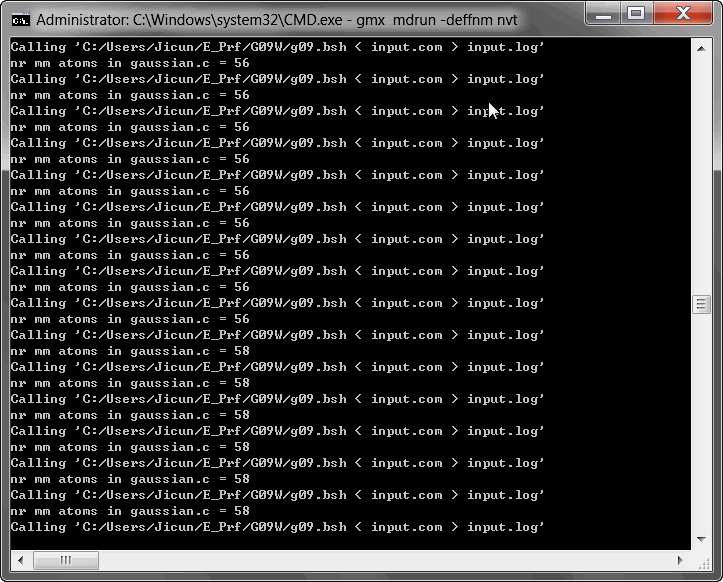 Administrator: C:\Windows\system32\CMD.exe - gmx mdrun -deffnm nvt
Calling 'C:/Users/Jicun/E_Prf/G09W/g09.bsh < input.com > input.log'
nr mm atoms in gaussian.c = 56
Calling 'C:/Users/Jicun/E_Prf/G09W/g09.bsh < input.com > input.log'
nr mm atoms in gaussian.c = 56
Calling 'C:/Users/Jicun/E_Prf/G09W/g09.bsh < input.com > input.log'
nr mm atoms in gaussian.c = 56
Calling 'C:/Users/Jicun/E_Prf/G09W/g09.bsh < input.com > input.log'
nr mm atoms in gaussian.c = 56
Calling 'C:/Users/Jicun/E_Prf/G09W/g09.bsh < input.com > input.log'
nr mm atoms in gaussian.c = 56
Calling 'C:/Users/Jicun/E_Prf/G09W/g09.bsh < input.com > input.log'
nr mm atoms in gaussian.c = 56
Calling 'C:/Users/Jicun/E_Prf/G09W/g09.bsh < input.com > input.log'
nr mm atoms in gaussian.c = 56
Calling 'C:/Users/Jicun/E_Prf/G09W/g09.bsh < input.com > input.log'
nr mm atoms in gaussian.c = 56
Calling 'C:/Users/Jicun/E_Prf/G09W/g09.bsh < input.com > input.log'
nr mm atoms in gaussian.c = 56
Calling 'C:/Users/Jicun/E_Prf/G09W/g09.bsh < input.com > input.log'
nr mm atoms in gaussian.c = 58
Calling 'C:/Users/Jicun/E_Prf/G09W/g09.bsh < input.com > input.log'
nr mm atoms in gaussian.c = 58
Calling 'C:/Users/Jicun/E_Prf/G09W/g09.bsh < input.com > input.log'
nr mm atoms in gaussian.c = 58
Calling 'C:/Users/Jicun/E_Prf/G09W/g09.bsh < input.com > input.log'
nr mm atoms in gaussian.c = 58
Calling 'C:/Users/Jicun/E_Prf/G09W/g09.bsh < input.com > input.log'
nr mm atoms in gaussian.c = 58
Calling 'C:/Users/Jicun/E_Prf/G09W/g09.bsh < input.com > input.log'
nr mm atoms in gaussian.c = 58
Calling 'C:/Users/Jicun/E_Prf/G09W/g09.bsh < input.com > input.log'